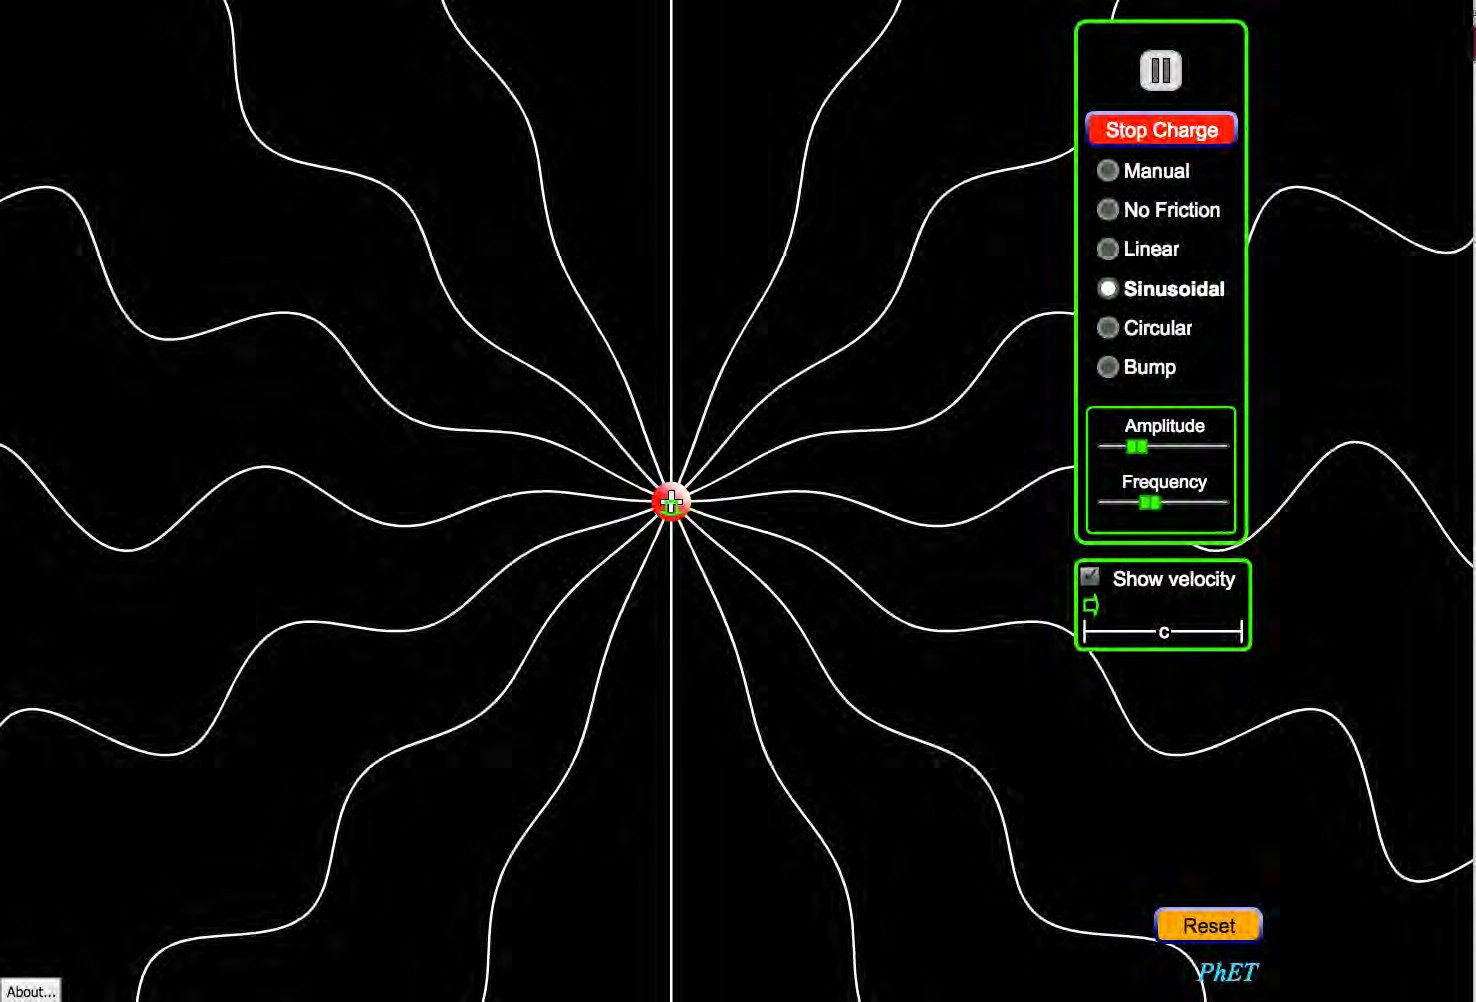 Stop Charge
Manual
No Friction
Linear
Sinusoidal
Circular
Bump
Amplitude
Frequency
Show velocity
c
Reset
PhET
About...